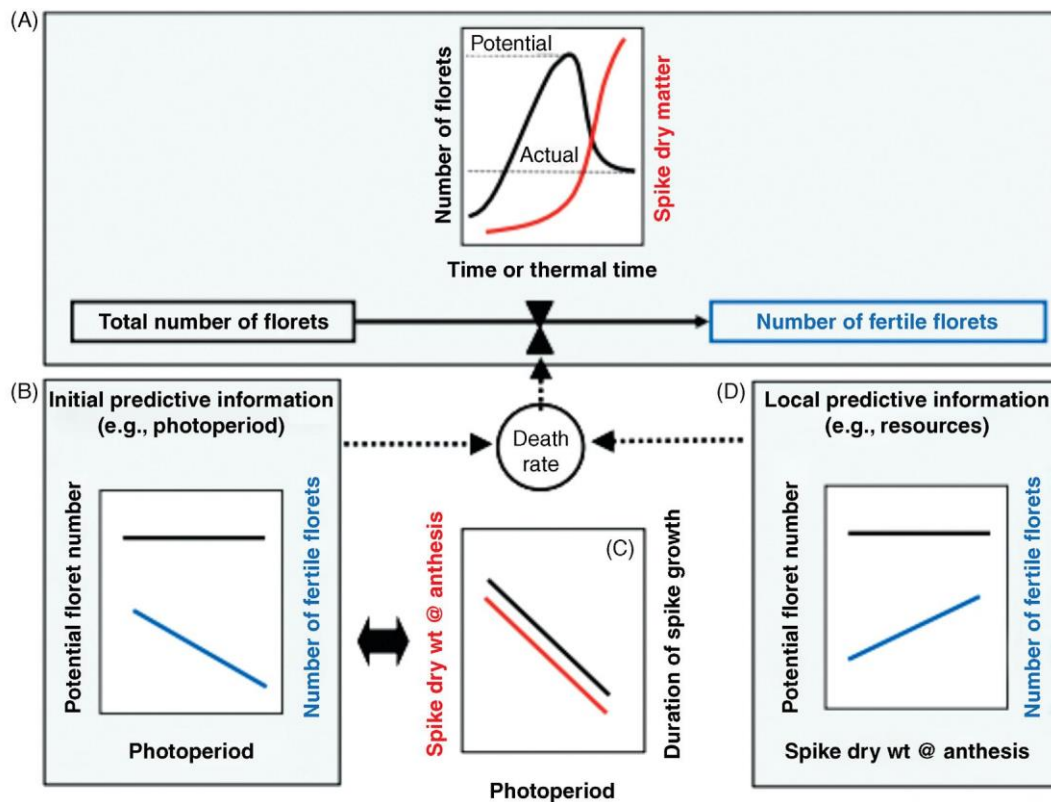 (A)
Potential
Actual
Number of florets
Spike dry matter
Time or thermal time
Total number of florets
Number of fertile florets
(B)
Initial predictive information
(e.g., photoperiod)
Potential floret number
Number of fertile florets
Photoperiod
Death
rate
(C)
Spike dry wt @ anthesis
Duration of spike growth
Photoperiod
(D)
Local predictive information
(e.g., resources)
Potential floret number
Number of fertile florets
Spike dry wt @ anthesis